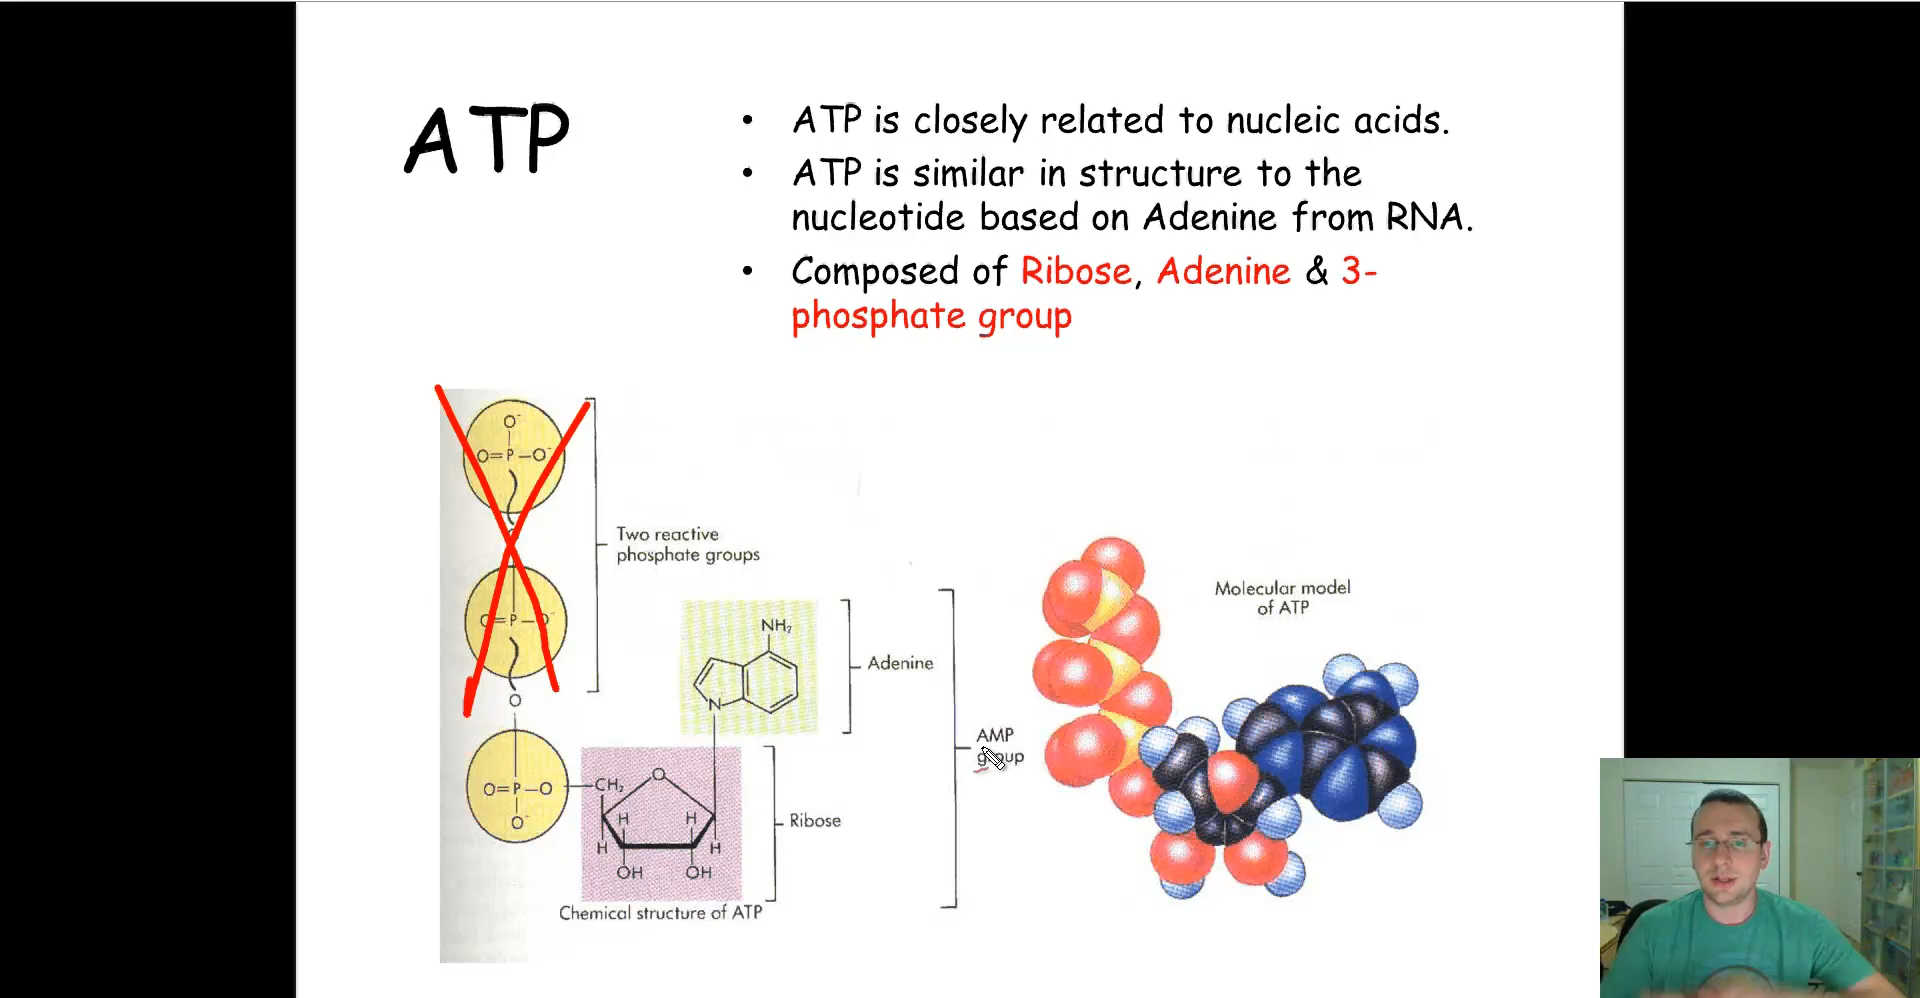 ATP
• ATP is closely related to nucleic acids.
• ATP is similar in structure to the
nucleotide based on Adenine from RNA.
• Composed of Ribose, Adenine & 3-
phosphate group
O⁻
O=P—O⁻
Two reactive
phosphate groups
O=P—O⁻
O
O=P—O
O⁻
NH₂
N
Adenine
CH₂
O
H H
H H
OH OH
Ribose
Chemical structure of ATP
AMP
group
Molecular model
of ATP